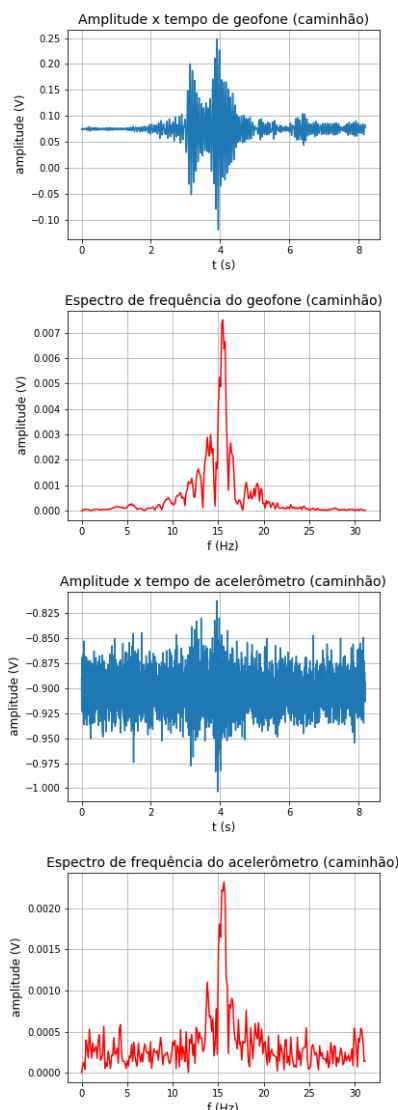 Amplitude x tempo de geofone (caminhão)
amplitude (V)
0.25
0.20
0.15
0.10
0.05
0.00
−0.05
−0.10
0 2 4 6 8
t (s)
Espectro de frequência do geofone (caminhão)
amplitude (V)
0.007
0.006
0.005
0.004
0.003
0.002
0.001
0.000
0 5 10 15 20 25 30
f (Hz)
Amplitude x tempo de acelerômetro (caminhão)
amplitude (V)
−0.825
−0.850
−0.875
−0.900
−0.925
−0.950
−0.975
−1.000
0 2 4 6 8
t (s)
Espectro de frequência do acelerômetro (caminhão)
amplitude (V)
0.0020
0.0015
0.0010
0.0005
0.0000
0 5 10 15 20 25 30
f (Hz)